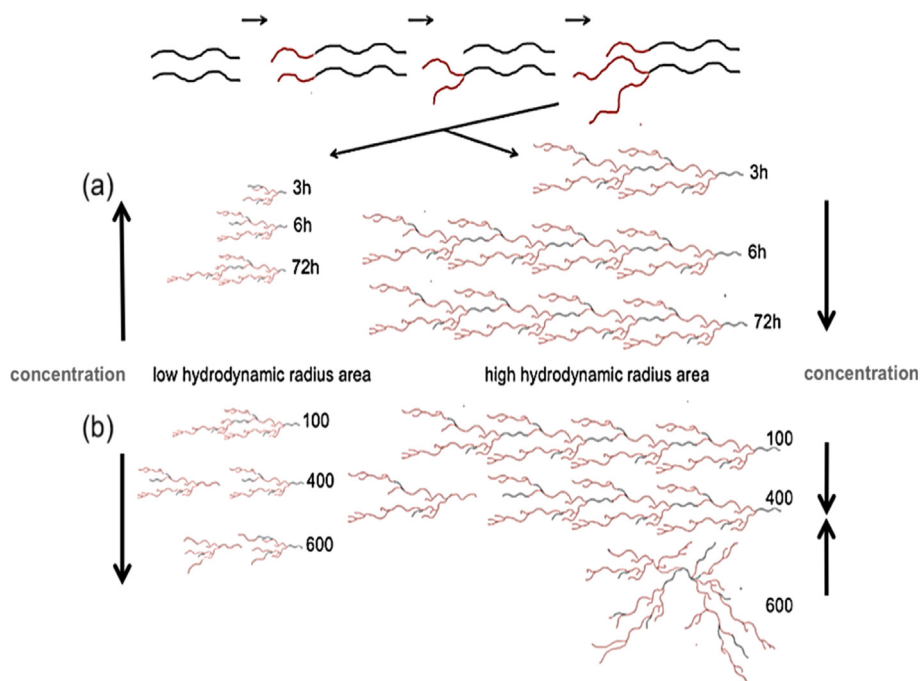 (a)
3h
6h
72h
3h
6h
72h
concentration
low hydrodynamic radius area
high hydrodynamic radius area
concentration
(b)
100
400
600
100
400
600